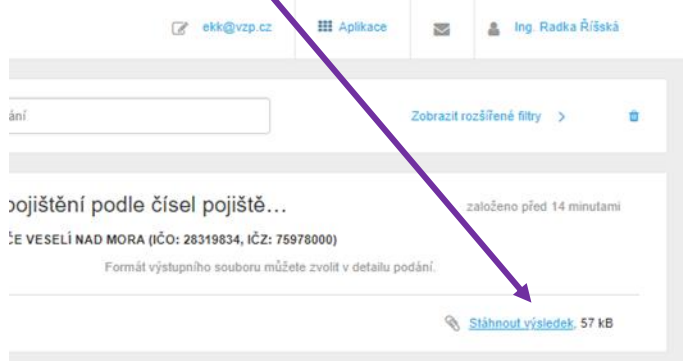 ekk@vzp.cz Aplikace Ing. Radka Říšská
ání Zobrazit rozšířené filtry >
pojištění podle čísel pojiště... založeno před 14 minutami
ČE VESELÍ NAD MORA (IČO: 28319834, IČZ: 75978000)
Formát výstupního souboru můžete zvolit v detailu podání.
Stáhnout výsledek, 57 kB